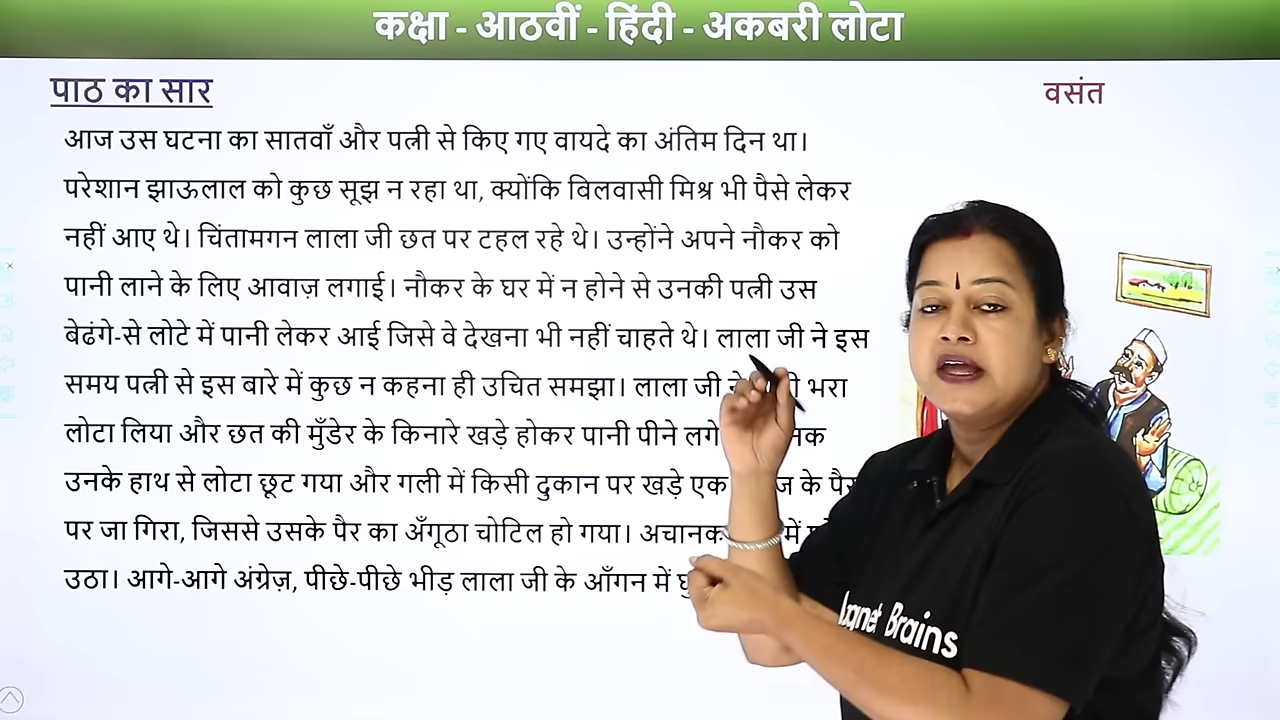 कक्षा - आठवीं - हिंदी - अकबरी लोटा
पाठ का सार
वसंत
आज उस घटना का सातवाँ और पत्नी से किए गए वायदे का अंतिम दिन था।
परेशान झाऊलाल को कुछ सूझ न रहा था, क्योंकि बिलवासी मिश्र भी पैसे लेकर
नहीं आए थे। चिंतामगन लाला जी छत पर टहल रहे थे। उन्होंने अपने नौकर को
पानी लाने के लिए आवाज़ लगाई। नौकर के घर में न होने से उनकी पत्नी उस
बेढंगे-से लोटे में पानी लेकर आई जिसे वे देखना भी नहीं चाहते थे। लाला जी ने इस
समय पत्नी से इस बारे में कुछ न कहना ही उचित समझा। लाला जी ने भरा
लोटा लिया और छत की मुँडेर के किनारे खड़े होकर पानी पीने लगे
उनके हाथ से लोटा छूट गया और गली में किसी दुकान पर खड़े एक के पैर
पर जा गिरा, जिससे उसके पैर का अँगूठा चोटिल हो गया। अचानक में
उठा। आगे-आगे अंग्रेज़, पीछे-पीछे भीड़ लाला जी के आँगन में
Brains